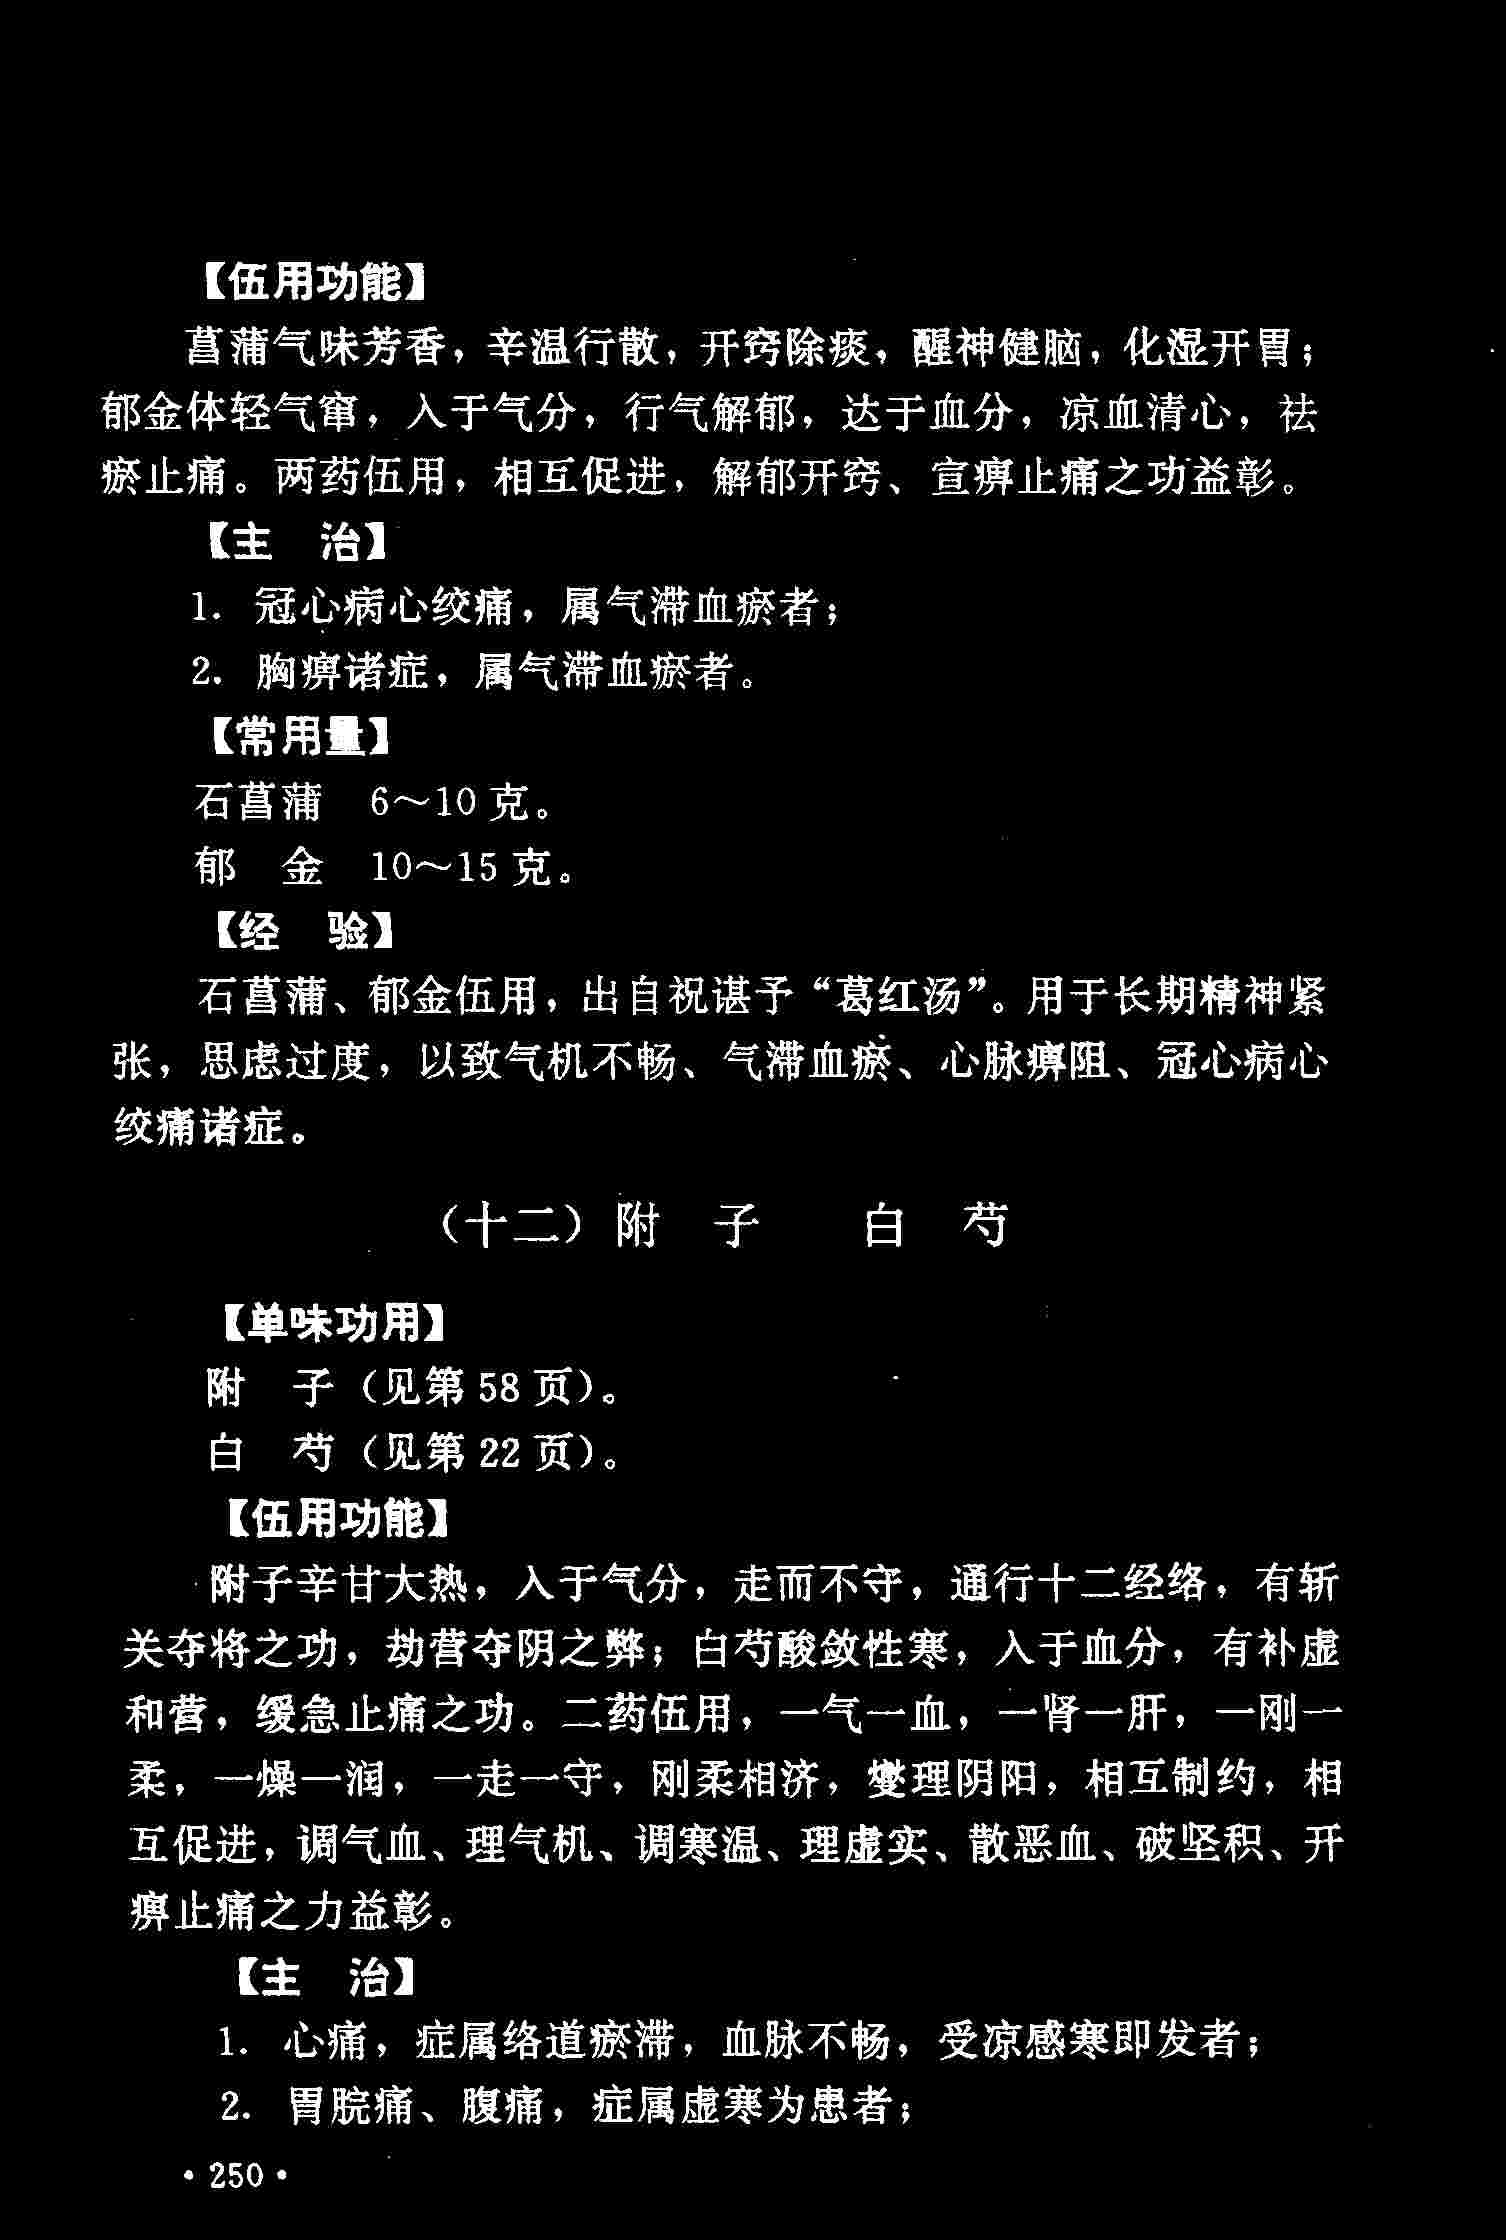 【伍用功能】
菖蒲气味芳香，辛温行散，开窍除痰，醒神健脑，化湿开胃；
郁金体轻气窜，入于气分，行气解郁，达于血分，凉血清心，祛
瘀止痛。两药伍用，相互促进，解郁开窍、宣痹止痛之功益彰。
【主　治】
1. 冠心病心绞痛，属气滞血瘀者；
2. 胸痹诸症，属气滞血瘀者。
【常用量】
石菖蒲　6～10 克。
郁　金　10～15 克。
【经　验】
石菖蒲、郁金伍用，出自祝谌予“葛红汤”。用于长期精神紧
张，思虑过度，以致气机不畅、气滞血瘀、心脉痹阻、冠心病心
绞痛诸症。
（十二）附　子　　白　芍
【单味功用】
附　子（见第 58 页）。
白　芍（见第 22 页）。
【伍用功能】
附子辛甘大热，入于气分，走而不守，通行十二经络，有斩
关夺将之功，劫营夺阴之弊；白芍酸敛性寒，入于血分，有补虚
和营，缓急止痛之功。二药伍用，一气一血，一肾一肝，一刚一
柔，一燥一润，一走一守，刚柔相济，燮理阴阳，相互制约，相
互促进，调气血、理气机、调寒温、理虚实、散恶血、破坚积、开
痹止痛之力益彰。
【主　治】
1. 心痛，症属络道瘀滞，血脉不畅，受凉感寒即发者；
2. 胃脘痛、腹痛，症属虚寒为患者；
·250·